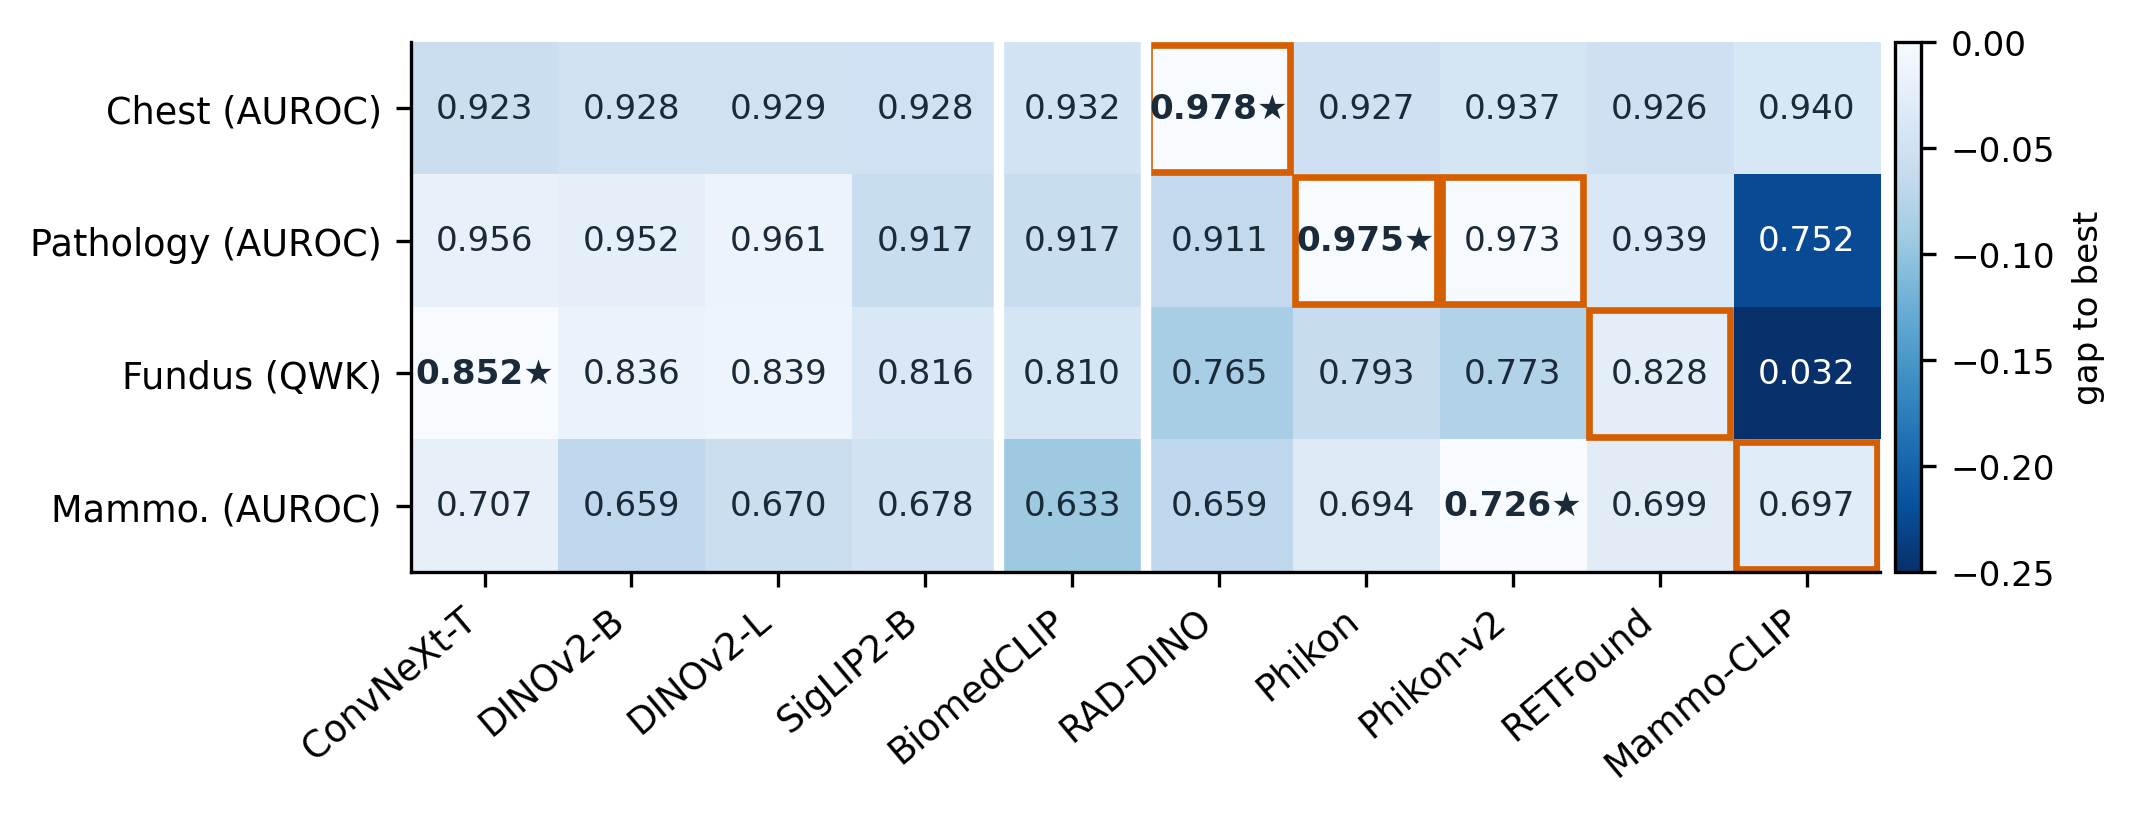 Chest (AUROC) 0.923 0.928 0.929 0.928 0.932 0.978★ 0.927 0.937 0.926 0.940
Pathology (AUROC) 0.956 0.952 0.961 0.917 0.917 0.911 0.975★ 0.973 0.939 0.752
Fundus (QWK) 0.852★ 0.836 0.839 0.816 0.810 0.765 0.793 0.773 0.828 0.032
Mammo. (AUROC) 0.707 0.659 0.670 0.678 0.633 0.659 0.694 0.726★ 0.699 0.697
ConvNeXt-T DINOv2-B DINOv2-L SigLIP2-B BiomedCLIP RAD-DINO Phikon Phikon-v2 RETFound Mammo-CLIP
0.00
−0.05
−0.10
−0.15
−0.20
−0.25
gap to best